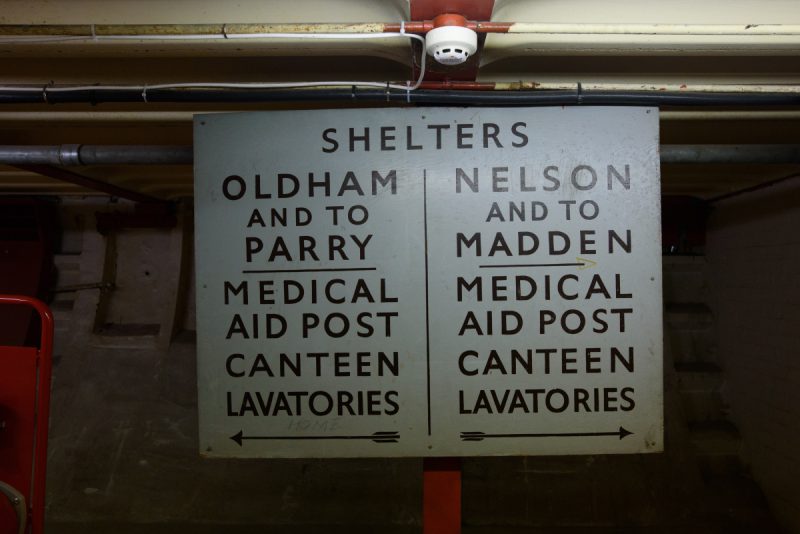 SHELTERS
OLDHAM
AND TO
PARRY
MEDICAL
AID POST
CANTEEN
LAVATORIES
HOME
NELSON
AND TO
MADDEN
MEDICAL
AID POST
CANTEEN
LAVATORIES